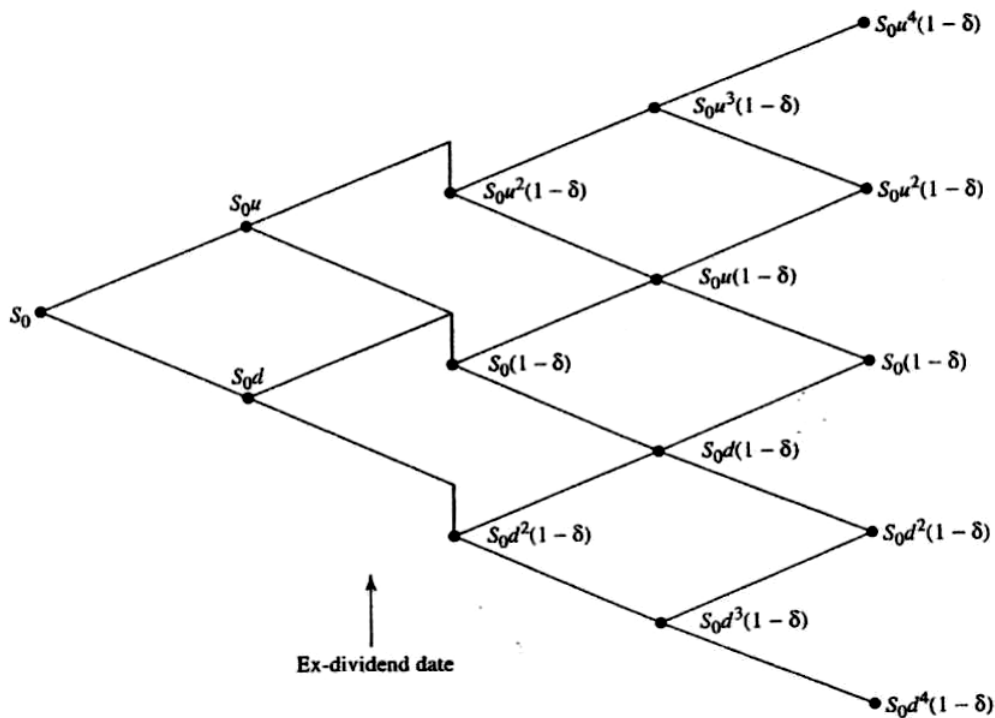 S₀u⁴(1 − δ)
S₀u³(1 − δ)
S₀u²(1 − δ)
S₀u²(1 − δ)
S₀u
S₀u(1 − δ)
S₀
S₀(1 − δ)
S₀(1 − δ)
S₀d
S₀d(1 − δ)
S₀d²(1 − δ)
S₀d²(1 − δ)
S₀d³(1 − δ)
Ex-dividend date
S₀d⁴(1 − δ)